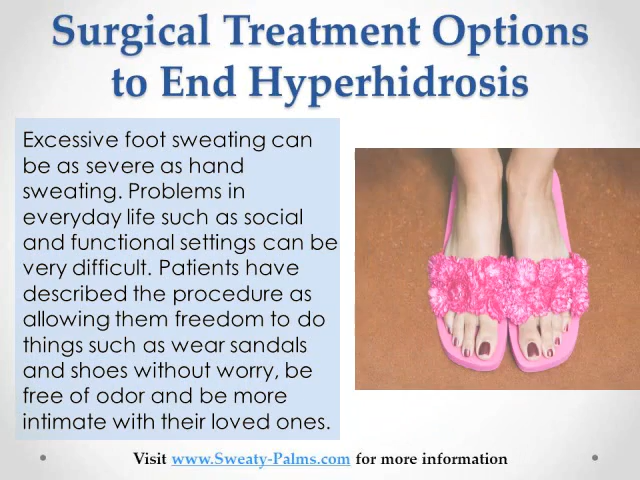 Surgical Treatment Options
to End Hyperhidrosis
Excessive foot sweating can
be as severe as hand
sweating. Problems in
everyday life such as social
and functional settings can be
very difficult. Patients have
described the procedure as
allowing them freedom to do
things such as wear sandals
and shoes without worry, be
free of odor and be more
intimate with their loved ones.
Visit www.Sweaty-Palms.com for more information